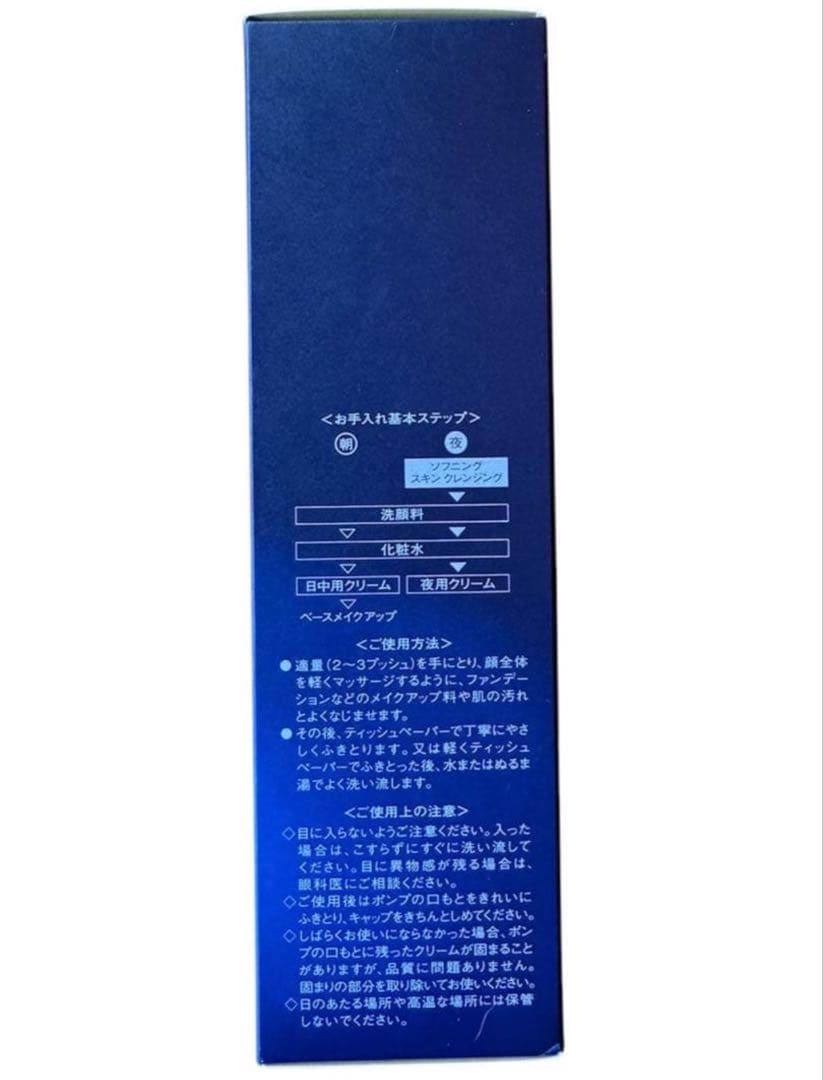 ＜お手入れ基本ステップ＞
朝 夜
ソフニング
スキン クレンジング
洗顔料
化粧水
日中用クリーム 夜用クリーム
ベースメイクアップ
＜ご使用方法＞
●適量(2〜3プッシュ)を手にとり、顔全体
を軽くマッサージするように、ファンデー
ションなどのメイクアップ料や肌の汚れ
とよくなじませます。
●その後、ティッシュペーパーで丁寧にやさ
しくふきとります。又は軽くティッシュ
ペーパーでふきとった後、水またはぬるま
湯でよく洗い流します。
＜ご使用上の注意＞
◇目に入らないようご注意ください。入った
場合は、こすらずにすぐに洗い流して
ください。目に異物感が残る場合は、
眼科医にご相談ください。
◇ご使用後はポンプの口もとをきれいに
ふきとり、キャップをきちんとしめてください。
◇しばらくお使いにならなかった場合、ポン
プの口もとに残ったクリームが固まること
がありますが、品質に問題ありません。
固まりの部分を取り除いてお使いください。
◇日のあたる場所や高温な場所には保管
しないでください。